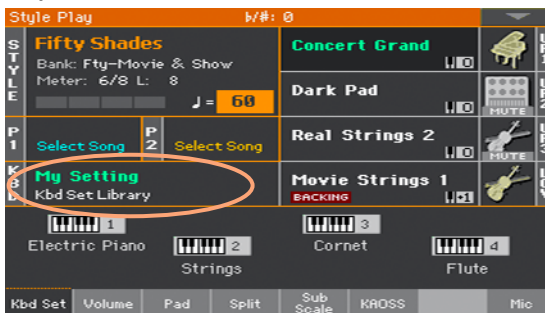 Style Play
♭/#: 0
STYLE
Fifty Shades
Bank: Fty-Movie & Show
Meter: 6/8 L: 8
♩ = 60
Concert Grand
Dark Pad
MUTE
Real Strings 2
MUTE
Movie Strings 1
BACKING
P1
Select Song
P2
Select Song
My Setting
Kbd Set Library
1
Electric Piano
2
Strings
3
Cornet
4
Flute
Kbd Set
Volume
Pad
Split
Sub
Scale
KAOSS
Mic